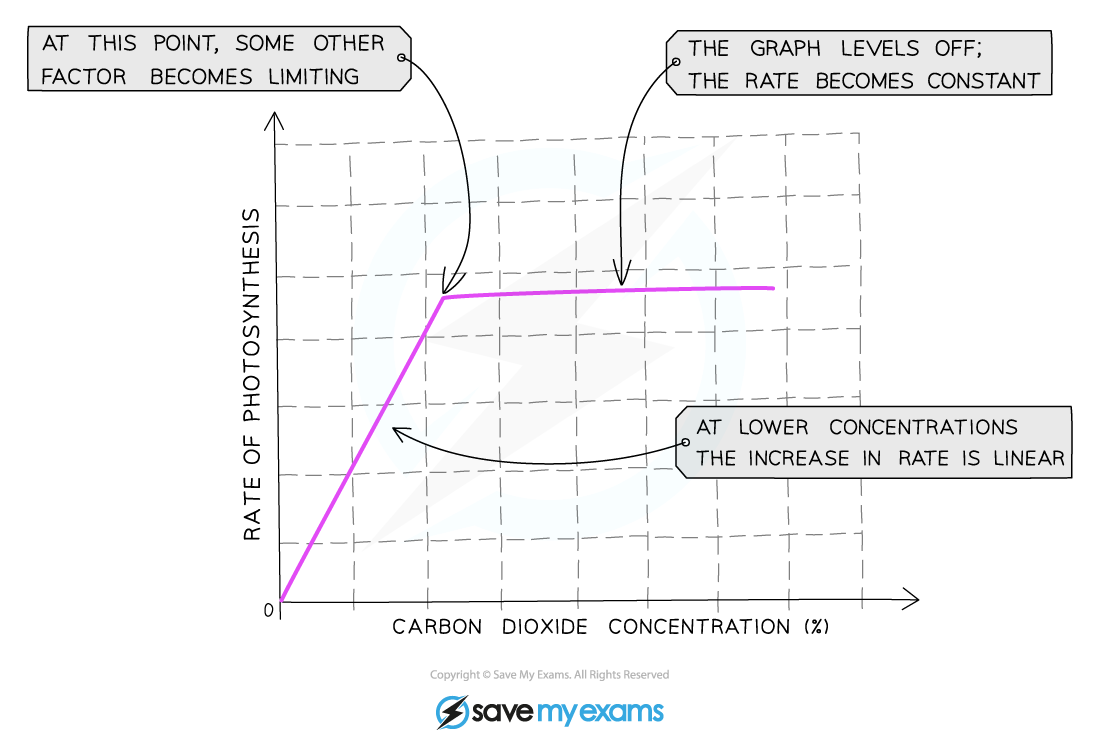 AT THIS POINT, SOME OTHER
FACTOR BECOMES LIMITING
THE GRAPH LEVELS OFF;
THE RATE BECOMES CONSTANT
RATE OF PHOTOSYNTHESIS
AT LOWER CONCENTRATIONS
THE INCREASE IN RATE IS LINEAR
0
CARBON DIOXIDE CONCENTRATION (%)
Copyright © Save My Exams. All Rights Reserved
save my exams